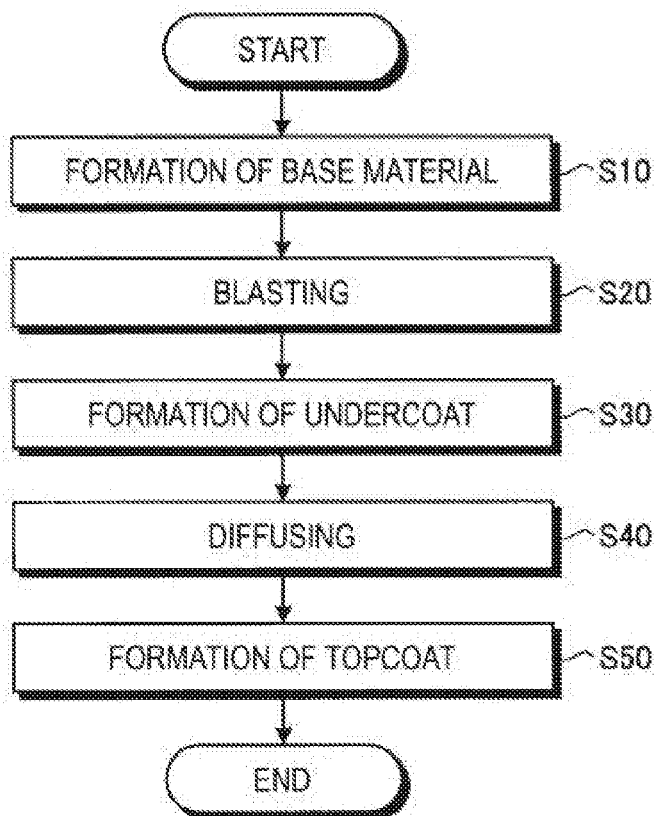 START
FORMATION OF BASE MATERIAL S10
BLASTING S20
FORMATION OF UNDERCOAT S30
DIFFUSING S40
FORMATION OF TOPCOAT S50
END